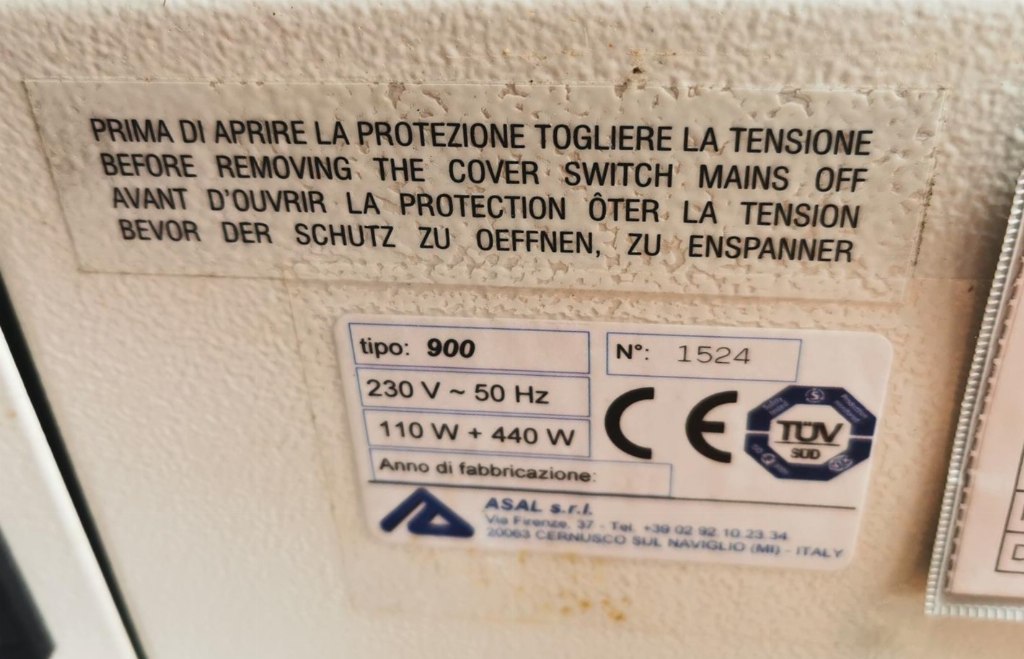 PRIMA DI APRIRE LA PROTEZIONE TOGLIERE LA TENSIONE
BEFORE REMOVING THE COVER SWITCH MAINS OFF
AVANT D'OUVRIR LA PROTECTION ÔTER LA TENSION
BEVOR DER SCHUTZ ZU OEFFNEN, ZU ENSPANNER
tipo: 900
N°: 1524
230 V ~ 50 Hz
110 W + 440 W
CE
TÜV
SÜD
Anno di fabbricazione:
ASAL s.r.l.
Via Firenze, 37 - Tel. +39 02 92.10.23.34
20063 CERNUSCO SUL NAVIGLIO (MI) - ITALY